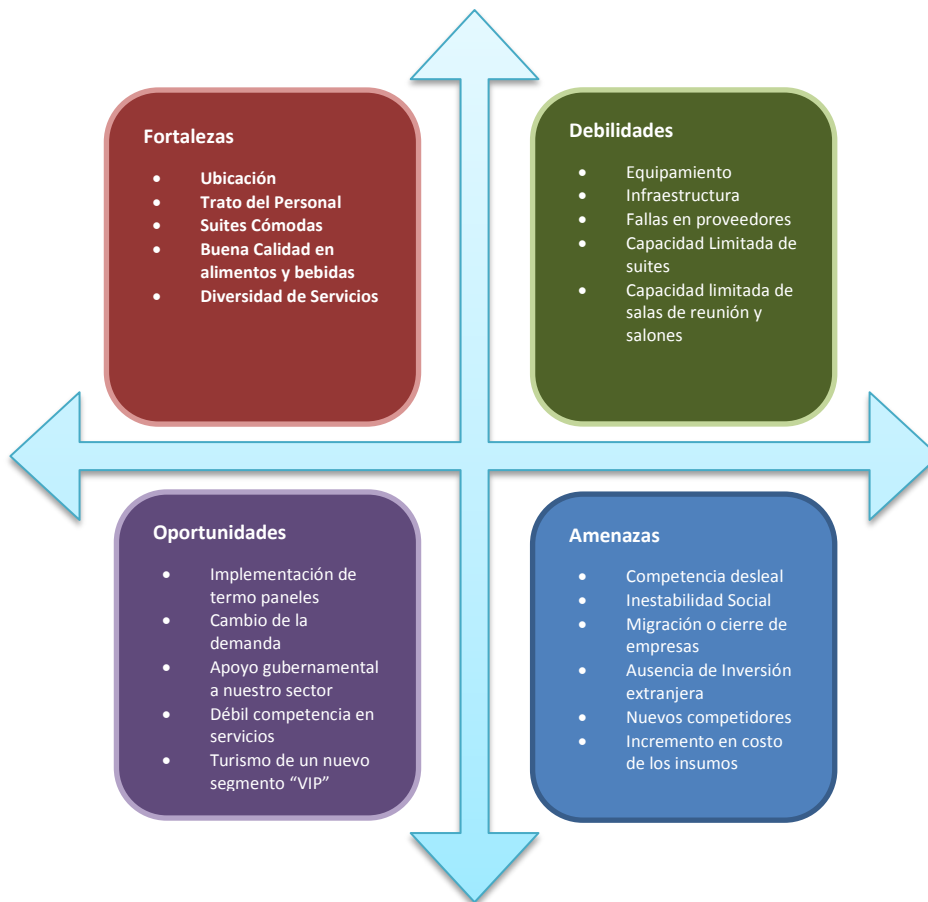 Fortalezas
• Ubicación
• Trato del Personal
• Suites Cómodas
• Buena Calidad en
alimentos y bebidas
• Diversidad de Servicios
Debilidades
• Equipamiento
• Infraestructura
• Fallas en proveedores
• Capacidad Limitada de
suites
• Capacidad limitada de
salas de reunión y
salones
Oportunidades
• Implementación de
termo paneles
• Cambio de la
demanda
• Apoyo gubernamental
a nuestro sector
• Débil competencia en
servicios
• Turismo de un nuevo
segmento “VIP”
Amenazas
• Competencia desleal
• Inestabilidad Social
• Migración o cierre de
empresas
• Ausencia de Inversión
extranjera
• Nuevos competidores
• Incremento en costo
de los insumos